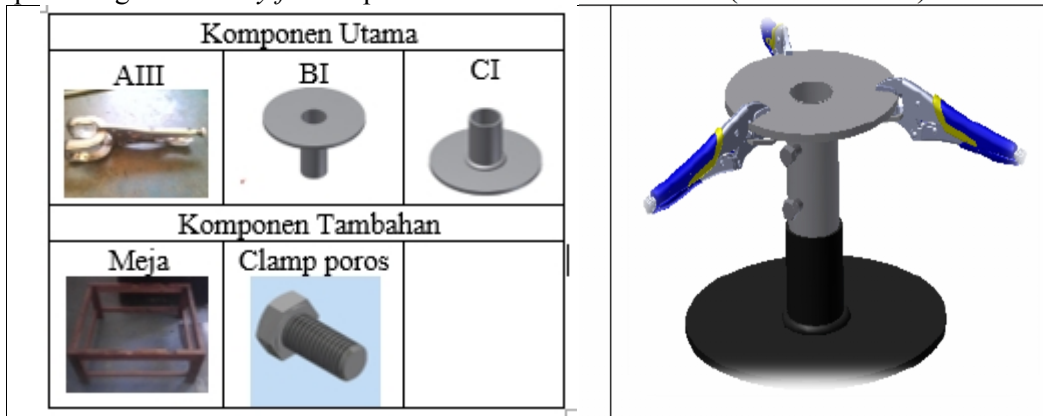 Komponen Utama
AIII
BI
CI
Komponen Tambahan
Meja
Clamp poros